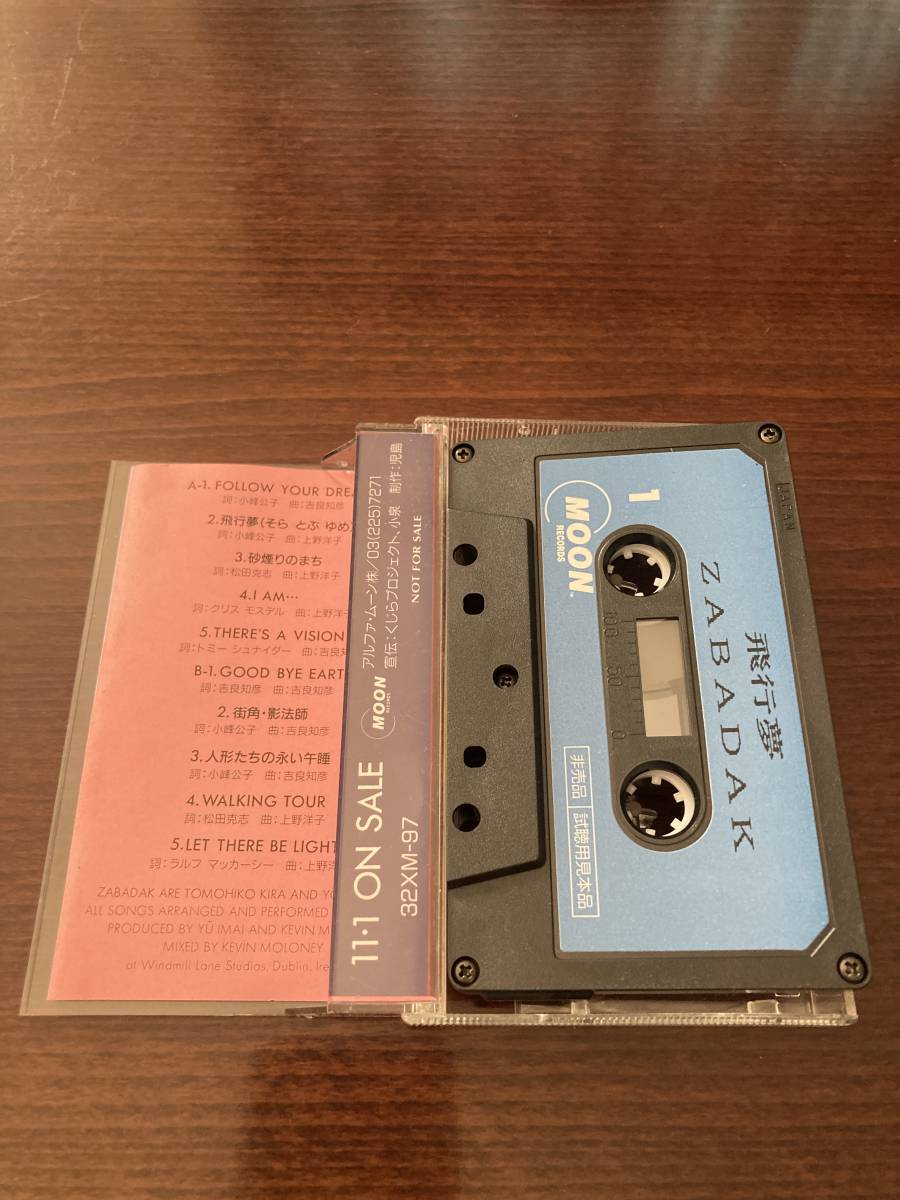 A-1. FOLLOW YOUR DREA
詞:小峰公子 曲:吉良知彦
2. 飛行夢(そら とぶ ゆめ)
詞:小峰公子 曲:上野洋子
3. 砂煙りのまち
詞:松田克志 曲:上野洋子
4. I AM…
詞:クリス モスデル 曲:上野洋子
5. THERE'S A VISION
詞:トミー シュナイダー 曲:吉良
B-1. GOOD BYE EART
詞:吉良知彦 曲:吉良知彦
2. 街角・影法師
詞:小峰公子 曲:吉良知彦
3. 人形たちの永い午睡
詞:小峰公子 曲:吉良知彦
4. WALKING TOUR
詞:松田克志 曲:上野洋子
5. LET THERE BE LIGHT
詞:ラルフ マッカーシー 曲:上野洋
ZABADAK ARE TOMOHIKO KIRA AND YO
ALL SONGS ARRANGED AND PERFORMED
PRODUCED BY YŪ IMAI AND KEVIN M
MIXED BY KEVIN MOLONEY
at Windmill Lane Studios, Dublin, Ire
11・1 ON SALE
MOON
RECORDS
アルファ・ムーン(株)/03(225)7271
宣伝:くじらプロジェクト、小泉 制作:児島
32XM-97
NOT FOR SALE
MOON
RECORDS
1
100 50 0
ZABADAK
飛行夢
非売品 試聴用見本品
JAPAN